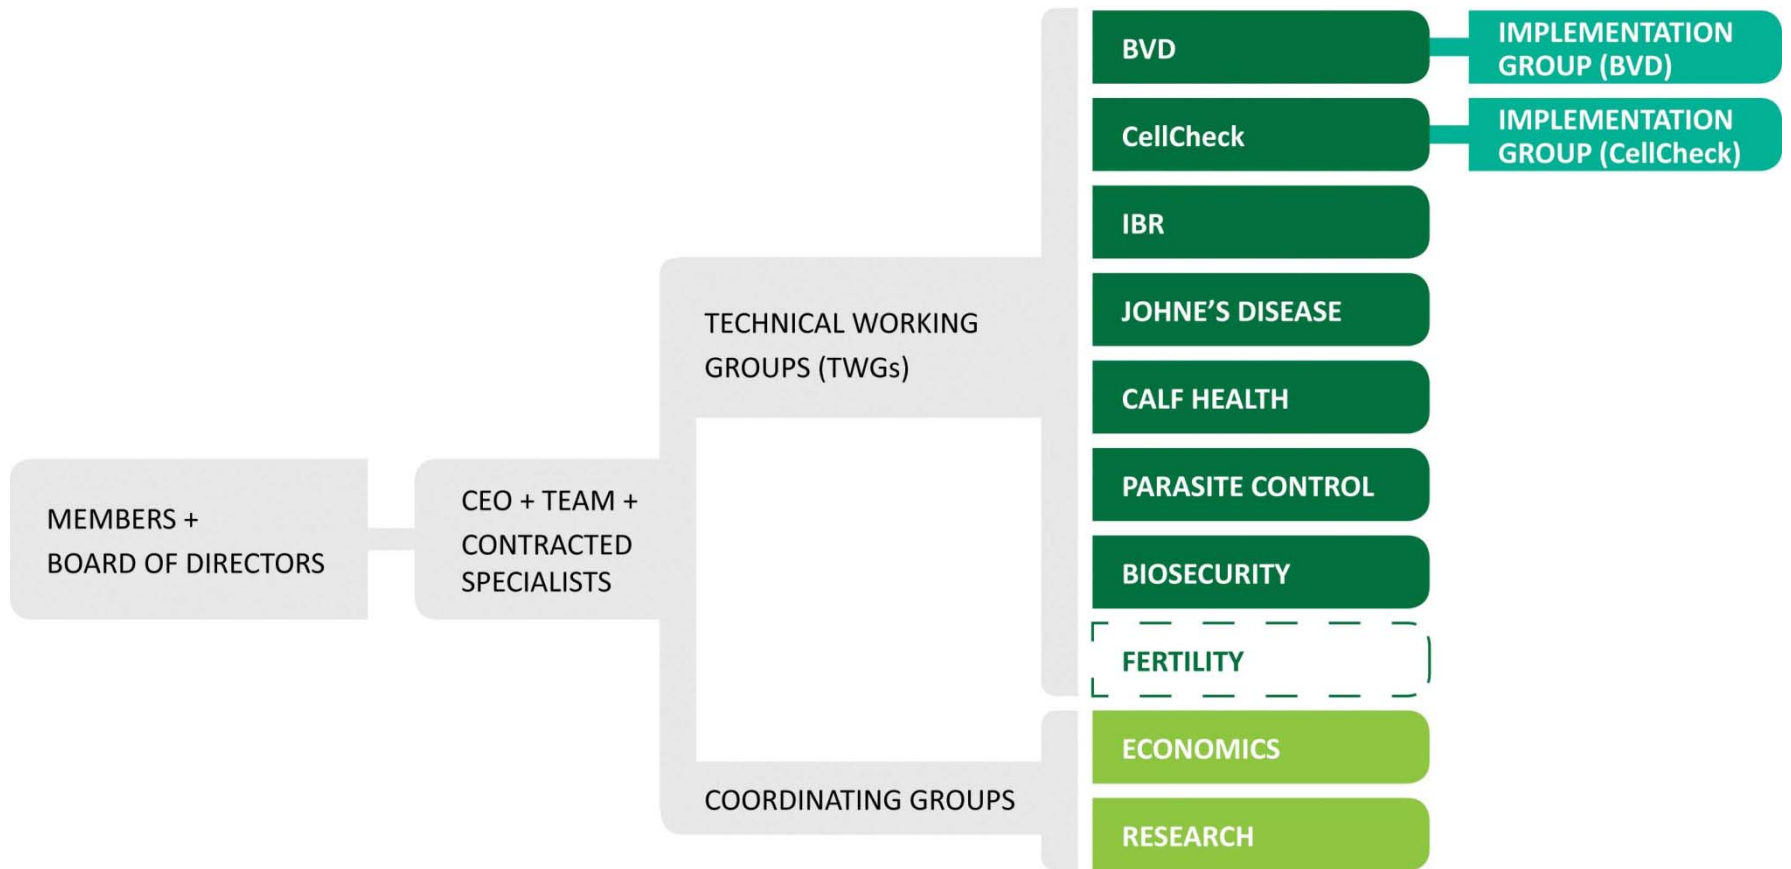 MEMBERS +
BOARD OF DIRECTORS
CEO + TEAM +
CONTRACTED
SPECIALISTS
TECHNICAL WORKING
GROUPS (TWGs)
COORDINATING GROUPS
BVD
IMPLEMENTATION
GROUP (BVD)
CellCheck
IMPLEMENTATION
GROUP (CellCheck)
IBR
JOHNE’S DISEASE
CALF HEALTH
PARASITE CONTROL
BIOSECURITY
FERTILITY
ECONOMICS
RESEARCH